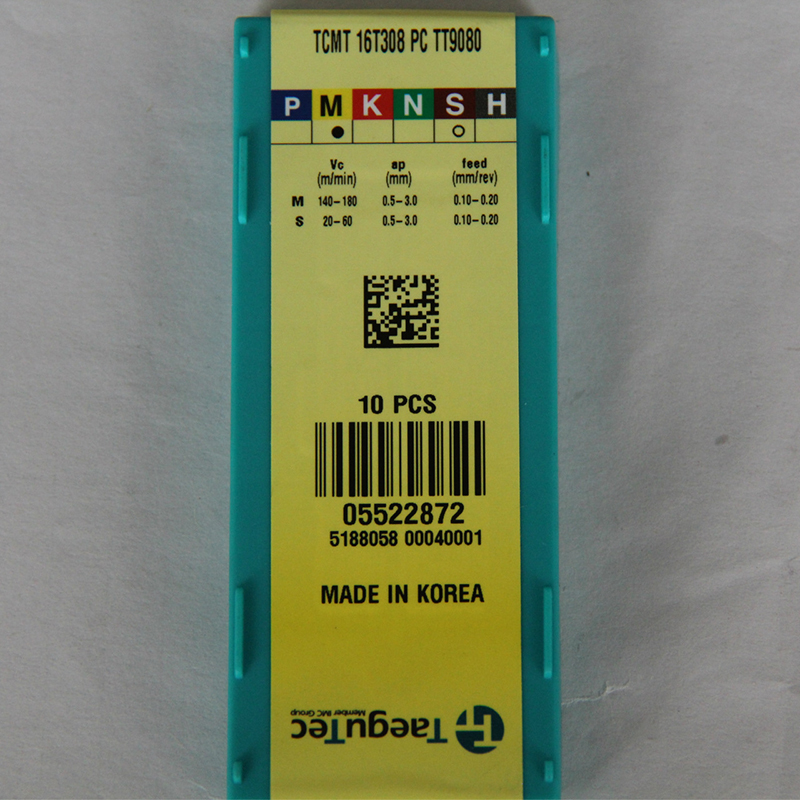 TCMT 16T308 PC TT9080
P M K N S H
Vc ap feed
(m/min) (mm) (mm/rev)
M 140-180 0.5-3.0 0.10-0.20
S 20-60 0.5-3.0 0.10-0.20
10 PCS
05522872
5188058 00040001
MADE IN KOREA
TaeguTec
Member IMC Group